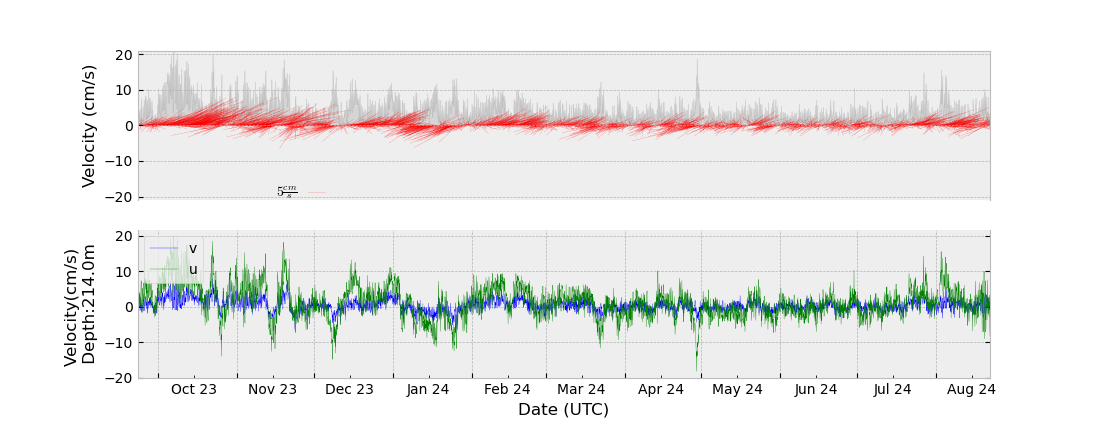 20
10
0
−10
−20
Velocity (cm/s)
5 cm/s
20
10
0
−10
−20
Velocity(cm/s)
Depth:214.0m
v
u
Oct 23 Nov 23 Dec 23 Jan 24 Feb 24 Mar 24 Apr 24 May 24 Jun 24 Jul 24 Aug 24
Date (UTC)